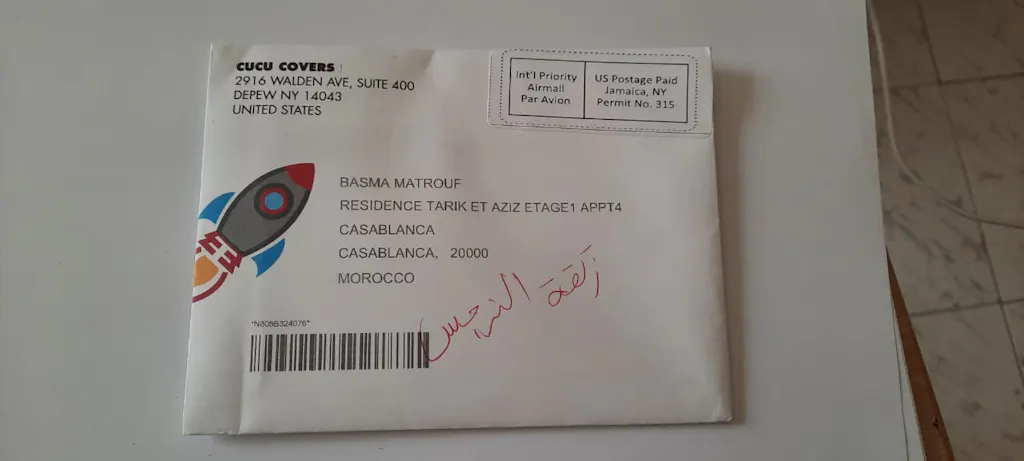 CUCU COVERS
2916 WALDEN AVE, SUITE 400
DEPEW NY 14043
UNITED STATES
Int'l Priority
Airmail
Par Avion
US Postage Paid
Jamaica, NY
Permit No. 315
BASMA MATROUF
RESIDENCE TARIK ET AZIZ ETAGE1 APPT4
CASABLANCA
CASABLANCA, 20000
MOROCCO
زنقة النرجس
*N808B324076*